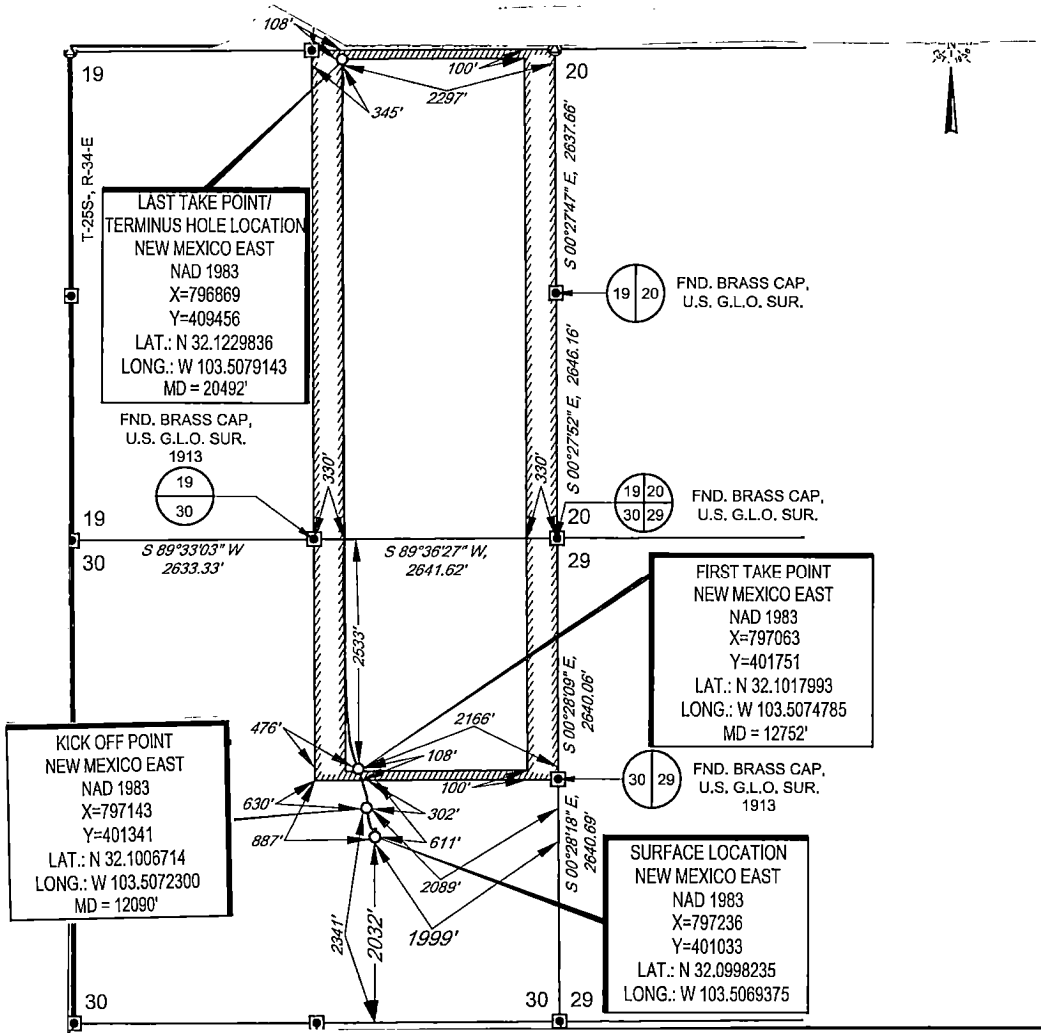 108'
19
20
100'
2297'
345'
T-25S-, R-34-E
S 00°27'47" E, 2637.66'
LAST TAKE POINT/
TERMINUS HOLE LOCATION
NEW MEXICO EAST
NAD 1983
X=796869
Y=409456
LAT.: N 32.1229836
LONG.: W 103.5079143
MD = 20492'
19 20
FND. BRASS CAP,
U.S. G.L.O. SUR.
S 00°27'52" E, 2646.16'
FND. BRASS CAP,
U.S. G.L.O. SUR.
1913
19
30
330'
330'
19 20
30 29
FND. BRASS CAP,
U.S. G.L.O. SUR.
19
20
30
29
S 89°33'03" W
2633.33'
S 89°36'27" W,
2641.62'
2533'
FIRST TAKE POINT
NEW MEXICO EAST
NAD 1983
X=797063
Y=401751
LAT.: N 32.1017993
LONG.: W 103.5074785
MD = 12752'
S 00°28'09" E,
2640.06'
476'
2166'
108'
100'
30 29
FND. BRASS CAP,
U.S. G.L.O. SUR.
1913
KICK OFF POINT
NEW MEXICO EAST
NAD 1983
X=797143
Y=401341
LAT.: N 32.1006714
LONG.: W 103.5072300
MD = 12090'
630'
302'
887'
611'
2089'
S 00°28'18" E,
2640.69'
2341'
2032'
1999'
SURFACE LOCATION
NEW MEXICO EAST
NAD 1983
X=797236
Y=401033
LAT.: N 32.0998235
LONG.: W 103.5069375
30
30
29